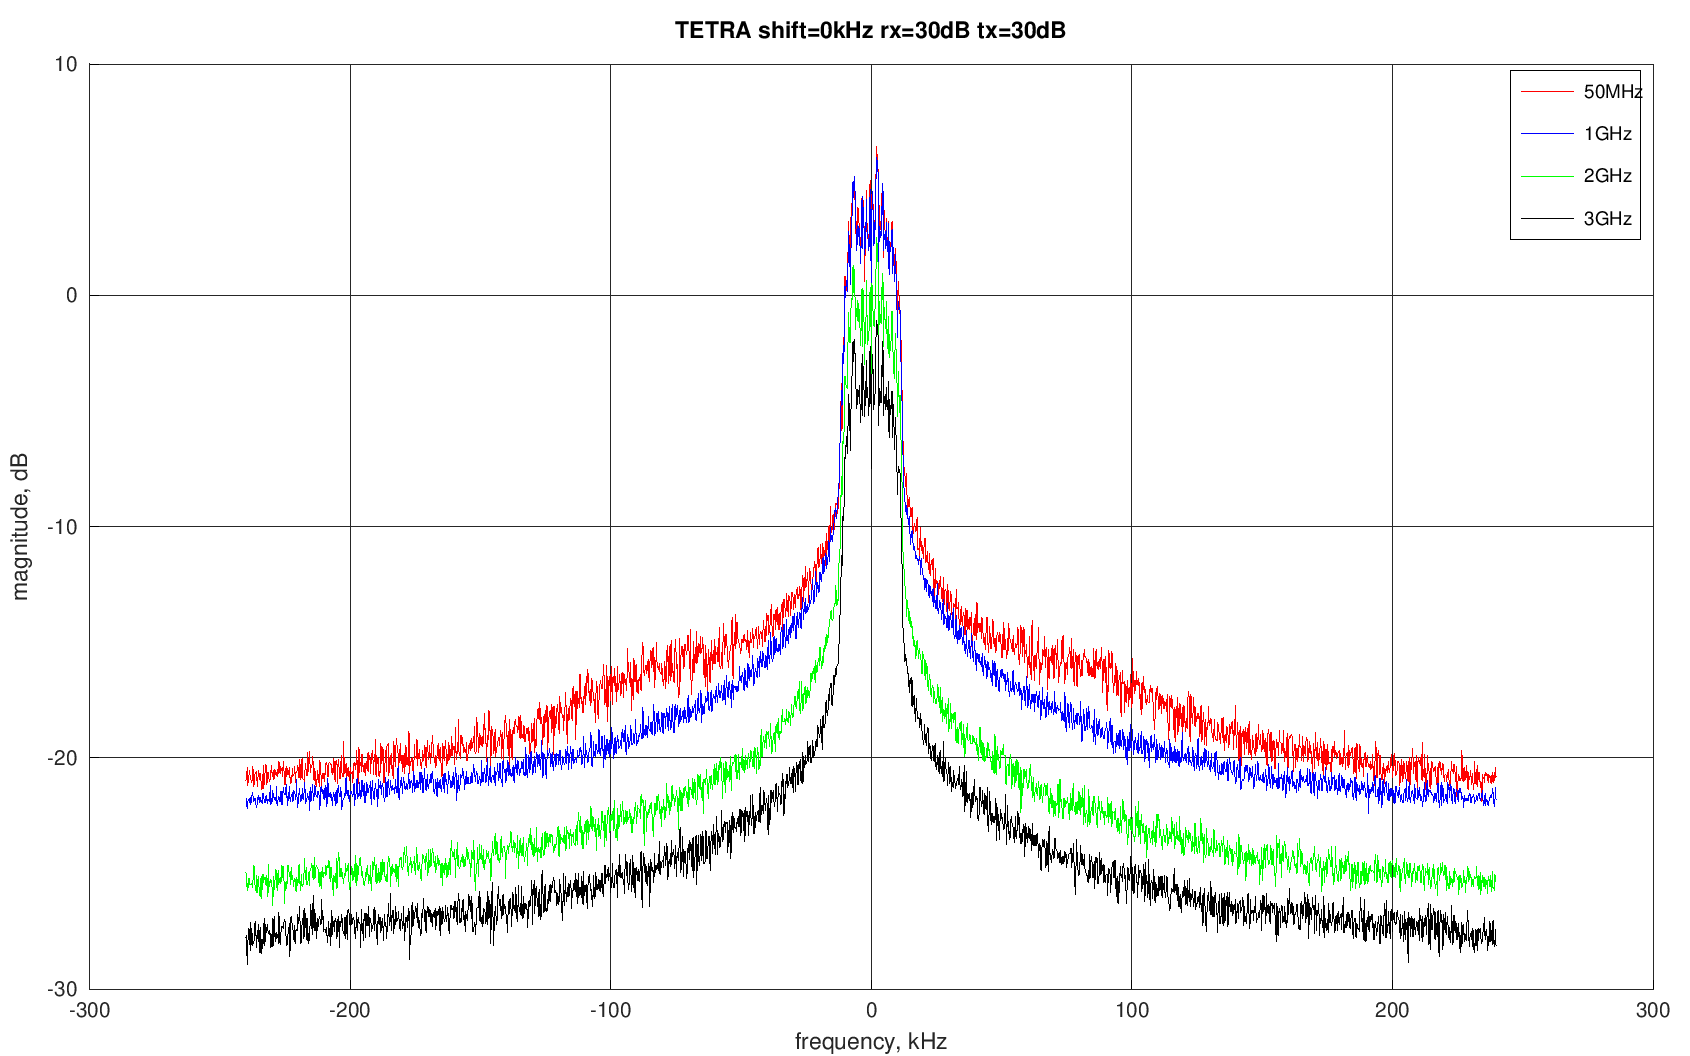 TETRA shift=0kHz rx=30dB tx=30dB
10
50MHz
1GHz
2GHz
3GHz
0
-10
-20
-30
magnitude, dB
-300 -200 -100 0 100 200 300
frequency, kHz